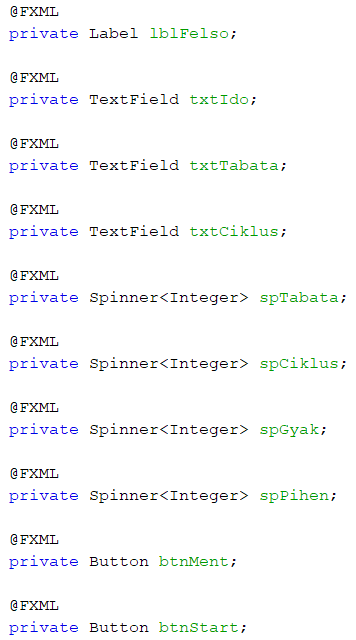 @FXML
private Label lblFelso;
@FXML
private TextField txtIdo;
@FXML
private TextField txtTabata;
@FXML
private TextField txtCiklus;
@FXML
private Spinner<Integer> spTabata;
@FXML
private Spinner<Integer> spCiklus;
@FXML
private Spinner<Integer> spGyak;
@FXML
private Spinner<Integer> spPihen;
@FXML
private Button btnMent;
@FXML
private Button btnStart;